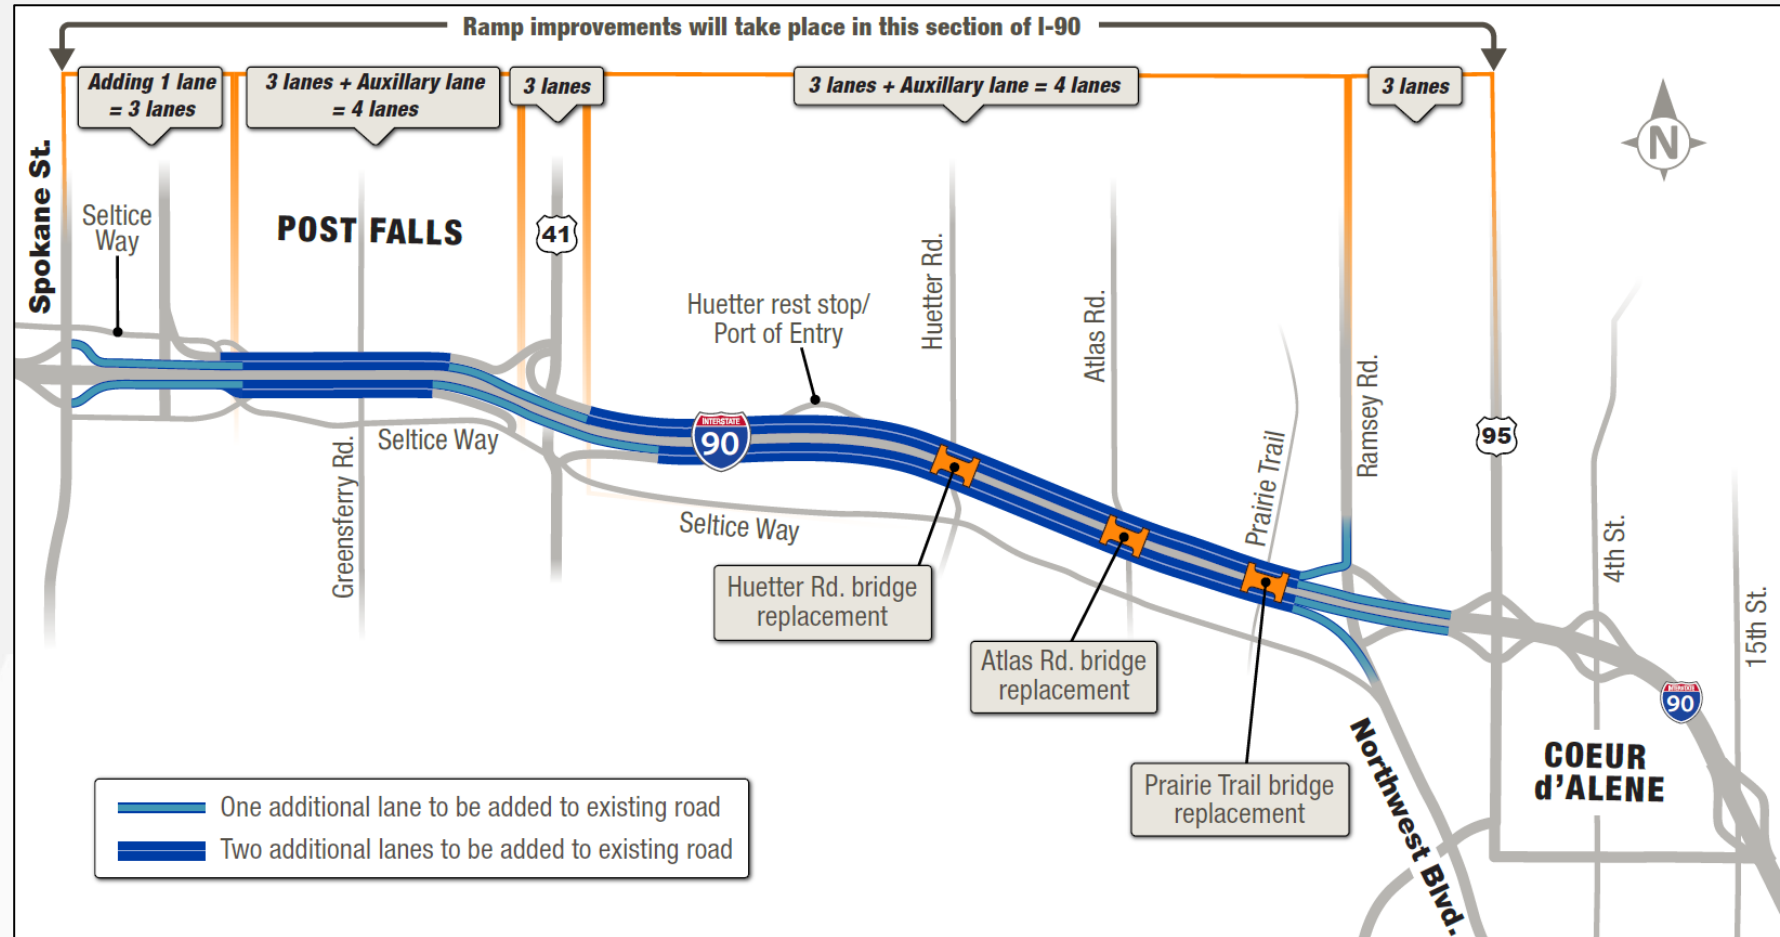 Ramp improvements will take place in this section of I-90
Adding 1 lane
= 3 lanes
3 lanes + Auxillary lane
= 4 lanes
3 lanes
3 lanes + Auxillary lane = 4 lanes
3 lanes
N
Spokane St.
Seltice
Way
POST FALLS
41
Huetter rest stop/
Port of Entry
Huetter Rd.
Atlas Rd.
Ramsey Rd.
Prairie Trail
95
INTERSTATE
90
Greensferry Rd.
Seltice Way
Seltice Way
4th St.
15th St.
Huetter Rd. bridge
replacement
Atlas Rd. bridge
replacement
Prairie Trail bridge
replacement
INTERSTATE
90
COEUR
d'ALENE
Northwest Blvd.
One additional lane to be added to existing road
Two additional lanes to be added to existing road